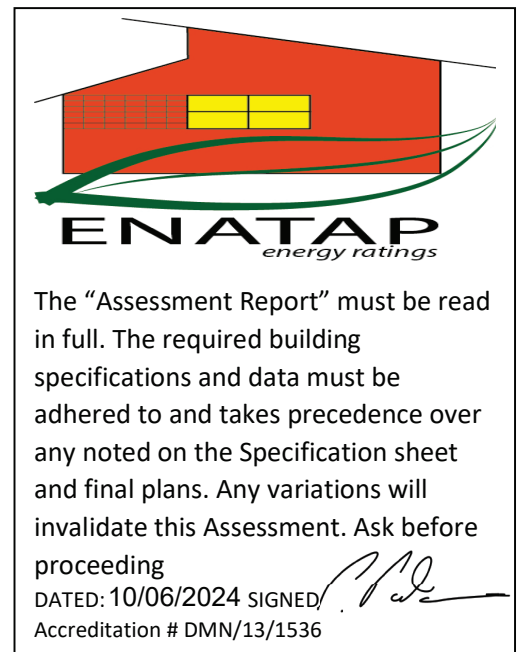 ENATAP
energy ratings
The “Assessment Report” must be read
in full. The required building
specifications and data must be
adhered to and takes precedence over
any noted on the Specification sheet
and final plans. Any variations will
invalidate this Assessment. Ask before
proceeding
DATED: 10/06/2024 SIGNED
Accreditation # DMN/13/1536